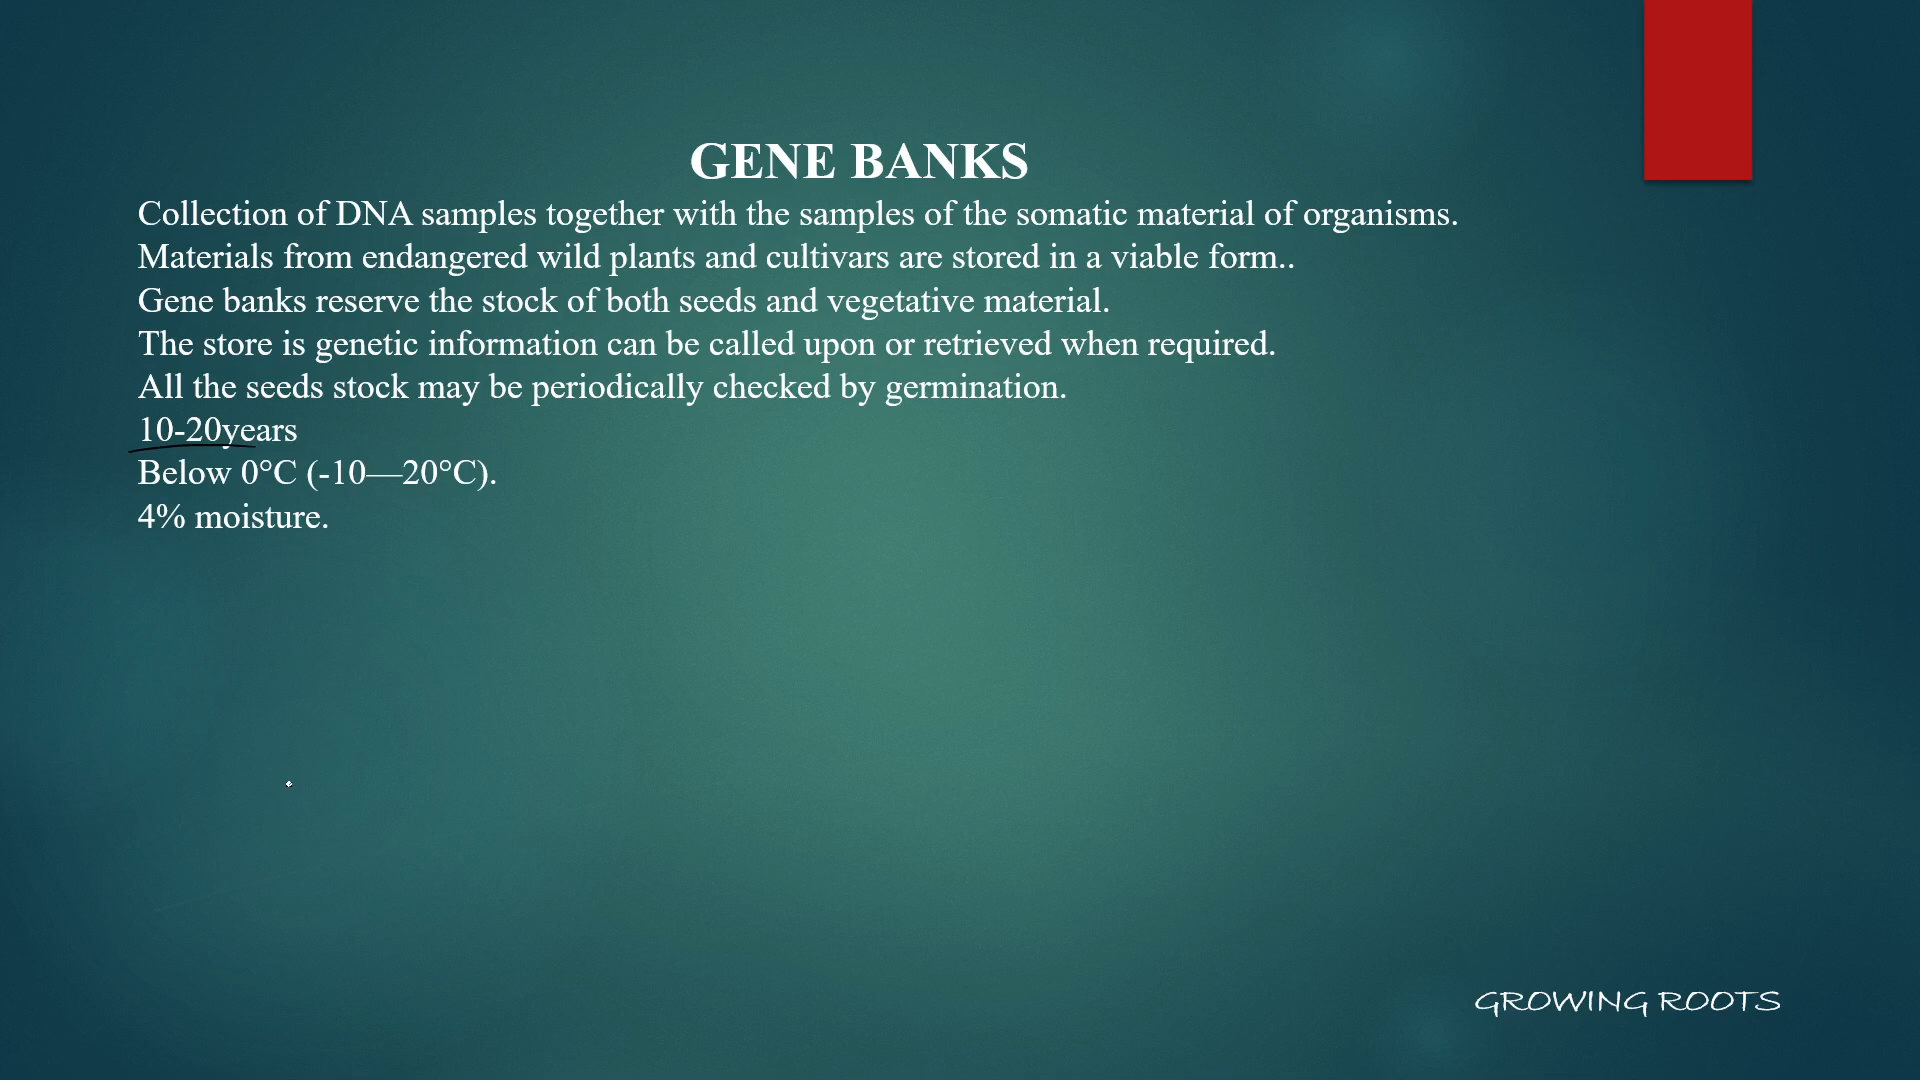 GENE BANKS
Collection of DNA samples together with the samples of the somatic material of organisms.
Materials from endangered wild plants and cultivars are stored in a viable form..
Gene banks reserve the stock of both seeds and vegetative material.
The store is genetic information can be called upon or retrieved when required.
All the seeds stock may be periodically checked by germination.
10-20years
Below 0°C (-10—20°C).
4% moisture.
GROWING ROOTS